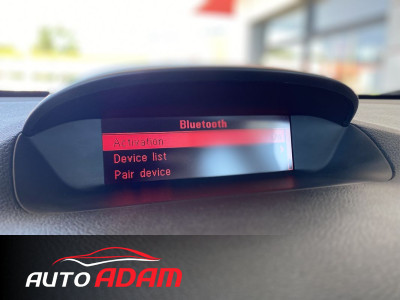 Bluetooth
Activation
Device list
Pair device
AUTO ADAM